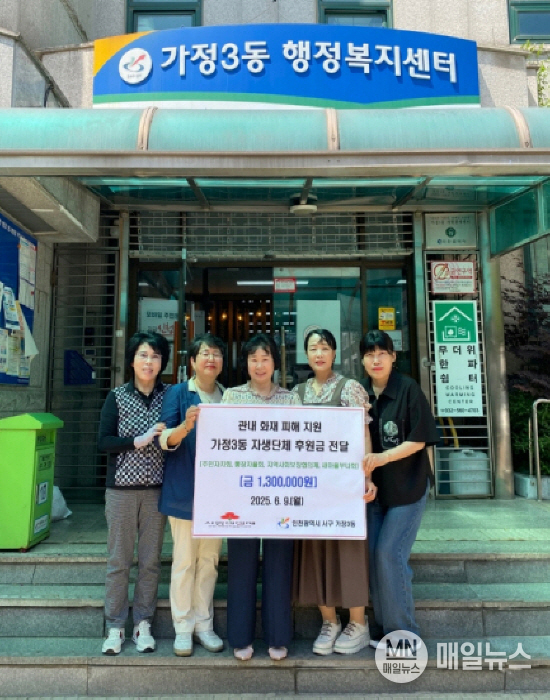 가정3동 행정복지센터
무더위
한파
쉼터
COOLING
WARMING
CENTER
관내 화재 피해 지원
가정3동 자생단체 후원금 전달
(주민자치회, 통장자율회, 지역사회보장협의체, 새마을부녀회)
[금 1,300,000원]
2025. 6. 9.(월)
인천광역시 서구 가정3동
MN
매일뉴스
매일뉴스